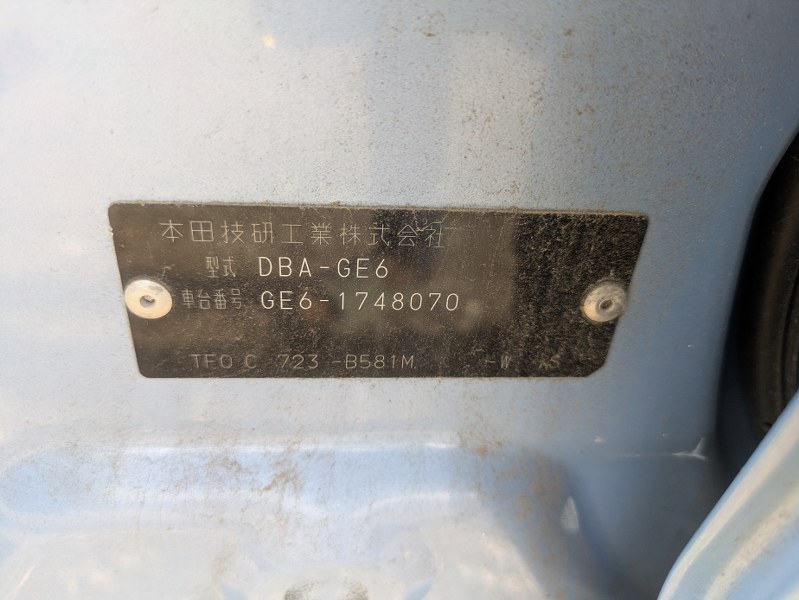 本田技研工業株式会社
型式 DBA-GE6
車台番号 GE6-1748070
TF0 C 723 -B581M -W